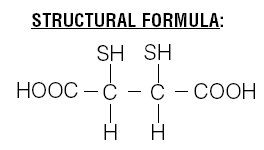 STRUCTURAL FORMULA:
SH SH
HOOC – C – C – COOH
H H